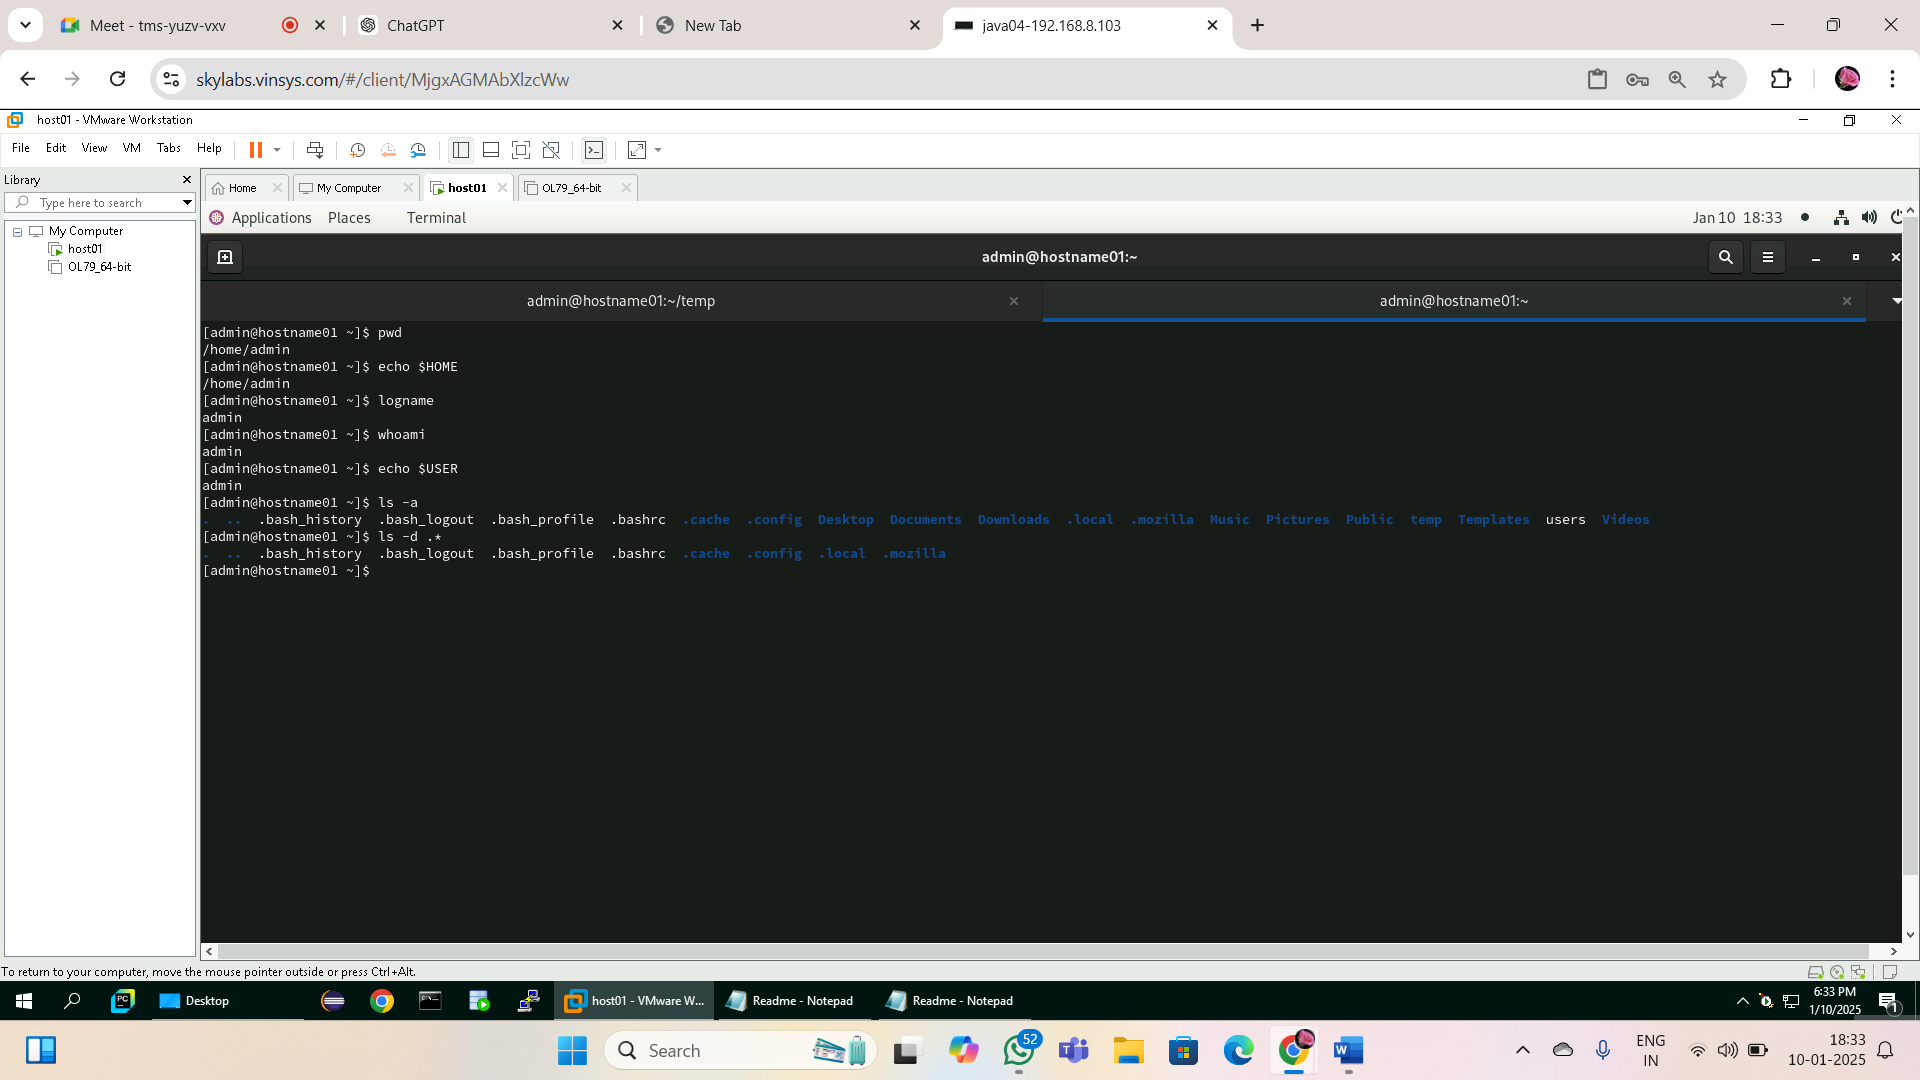 Meet - tms-yuzv-vxv
ChatGPT
New Tab
java04-192.168.8.103
skylabs.vinsys.com/#/client/MjgxAGMAbXlzcWw
host01 - VMware Workstation
File Edit View VM Tabs Help
Library
Type here to search
My Computer
host01
OL79_64-bit
Home
My Computer
host01
OL79_64-bit
Applications Places Terminal
Jan 10 18:33
admin@hostname01:~
admin@hostname01:~/temp
admin@hostname01:~
[admin@hostname01 ~]$ pwd
/home/admin
[admin@hostname01 ~]$ echo $HOME
/home/admin
[admin@hostname01 ~]$ logname
admin
[admin@hostname01 ~]$ whoami
admin
[admin@hostname01 ~]$ echo $USER
admin
[admin@hostname01 ~]$ ls -a
. .. .bash_history .bash_logout .bash_profile .bashrc .cache .config Desktop Documents Downloads .local .mozilla Music Pictures Public temp Templates users Videos
[admin@hostname01 ~]$ ls -d .*
. .. .bash_history .bash_logout .bash_profile .bashrc .cache .config .local .mozilla
[admin@hostname01 ~]$
To return to your computer, move the mouse pointer outside or press Ctrl+Alt.
PC
Desktop
host01 - VMware W...
Readme - Notepad
Readme - Notepad
6:33 PM
1/10/2025
1
Search
52
ENG
IN
18:33
10-01-2025